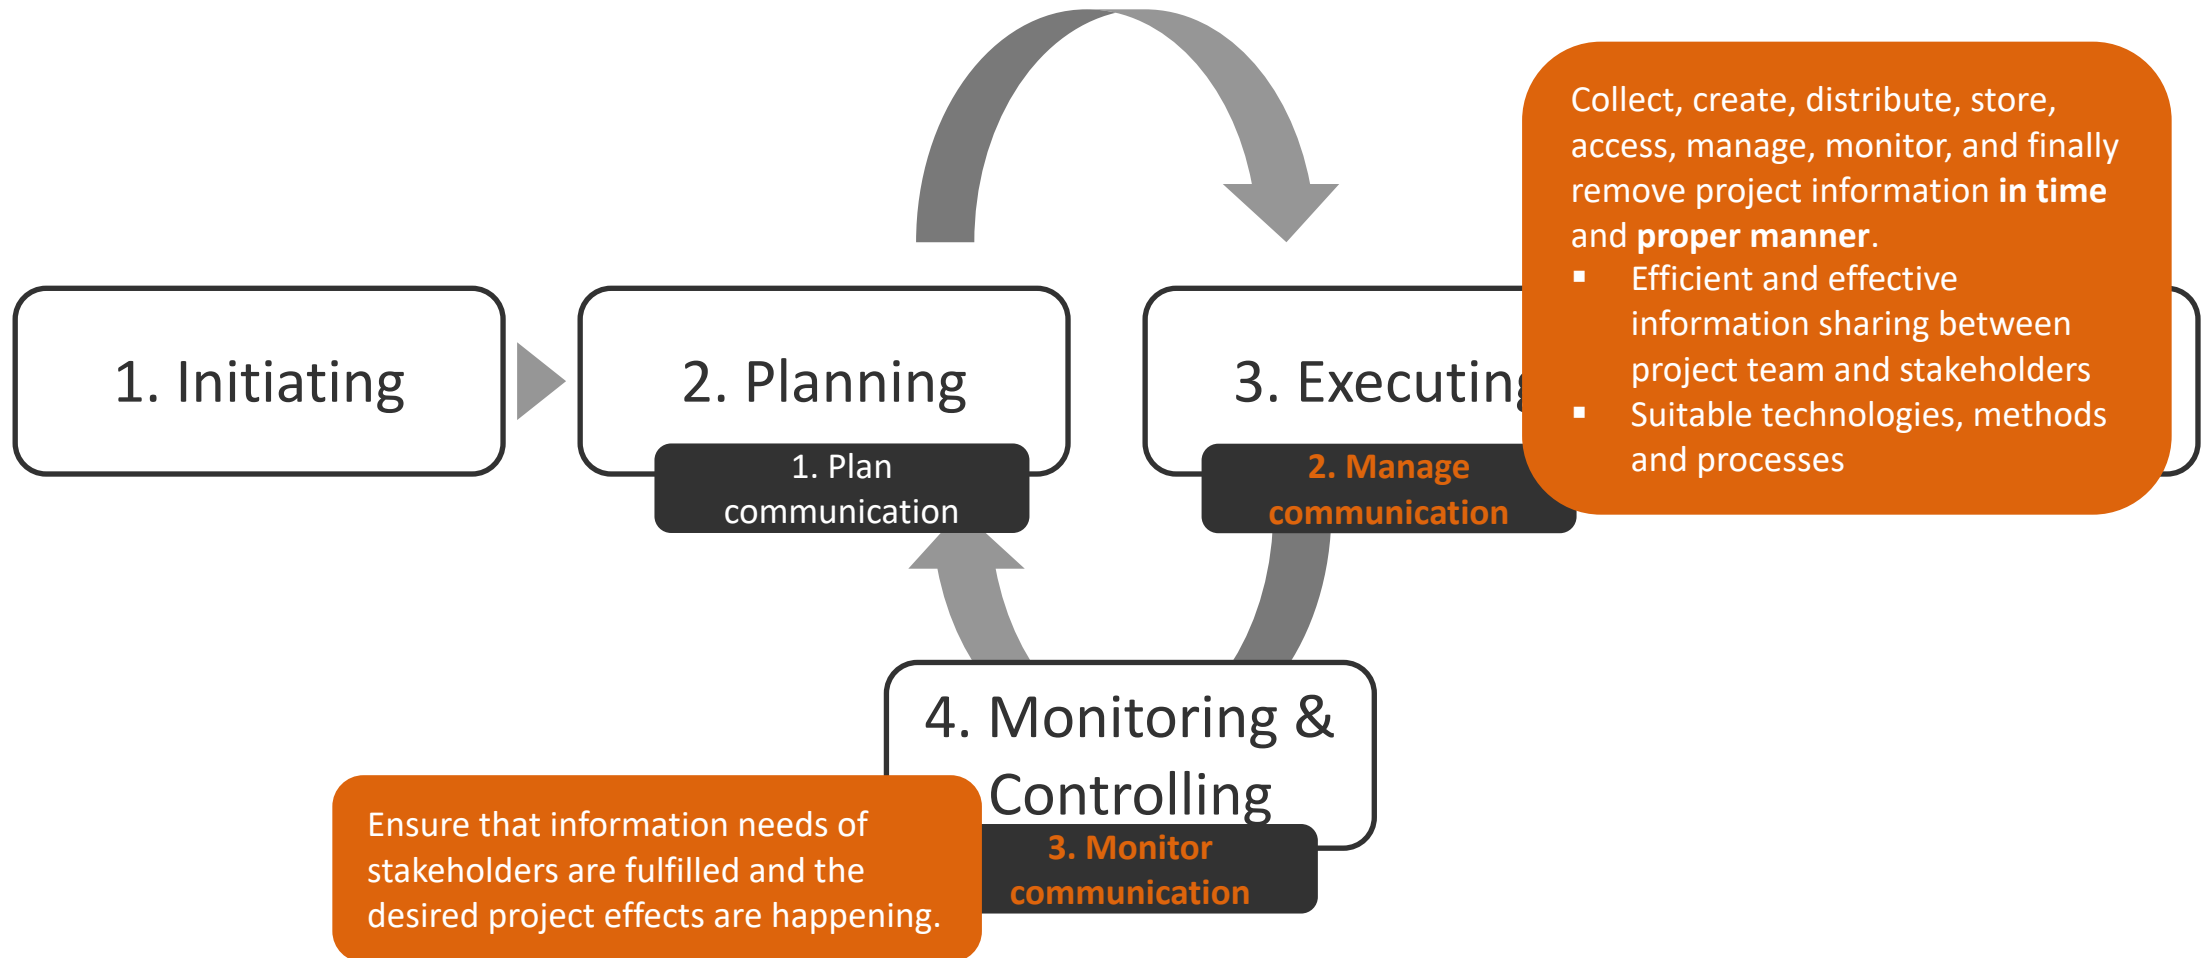 Collect, create, distribute, store,
access, manage, monitor, and finally
remove project information in time
and proper manner.
▪ Efficient and effective
information sharing between
project team and stakeholders
▪ Suitable technologies, methods
and processes
1. Initiating
2. Planning
1. Plan
communication
3. Executing
2. Manage
communication
4. Monitoring &
Controlling
3. Monitor
communication
Ensure that information needs of
stakeholders are fulfilled and the
desired project effects are happening.